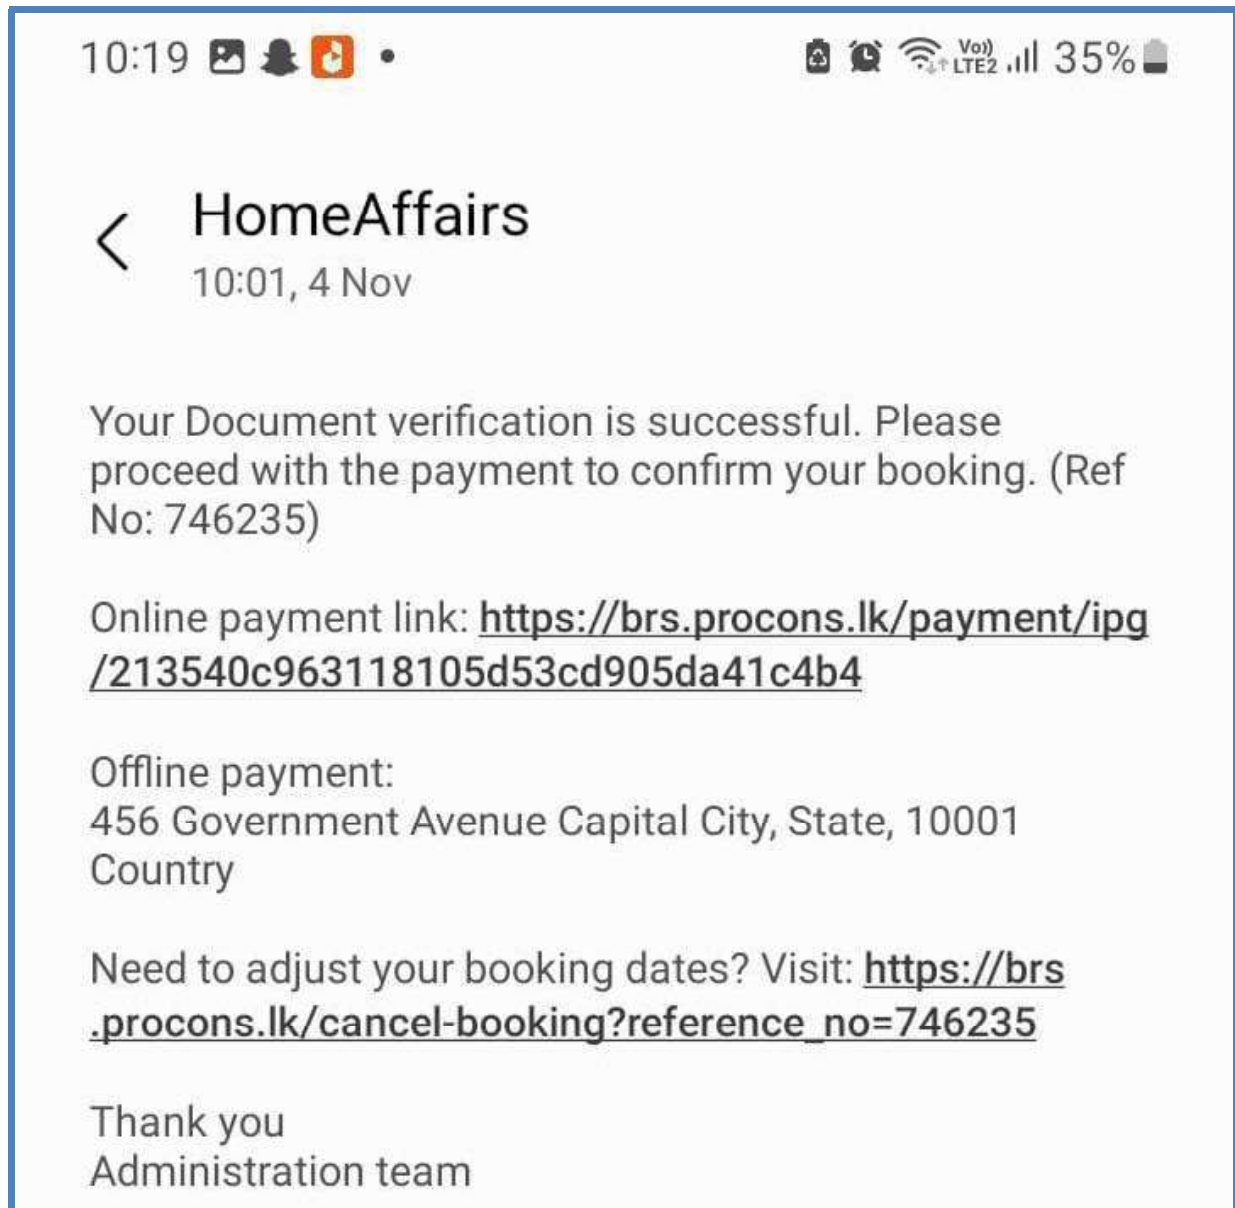 10:19
Vo)) LTE2 35%
HomeAffairs
10:01, 4 Nov
Your Document verification is successful. Please
proceed with the payment to confirm your booking. (Ref
No: 746235)
Online payment link: https://brs.procons.lk/payment/ipg
/213540c963118105d53cd905da41c4b4
Offline payment:
456 Government Avenue Capital City, State, 10001
Country
Need to adjust your booking dates? Visit: https://brs
.procons.lk/cancel-booking?reference_no=746235
Thank you
Administration team